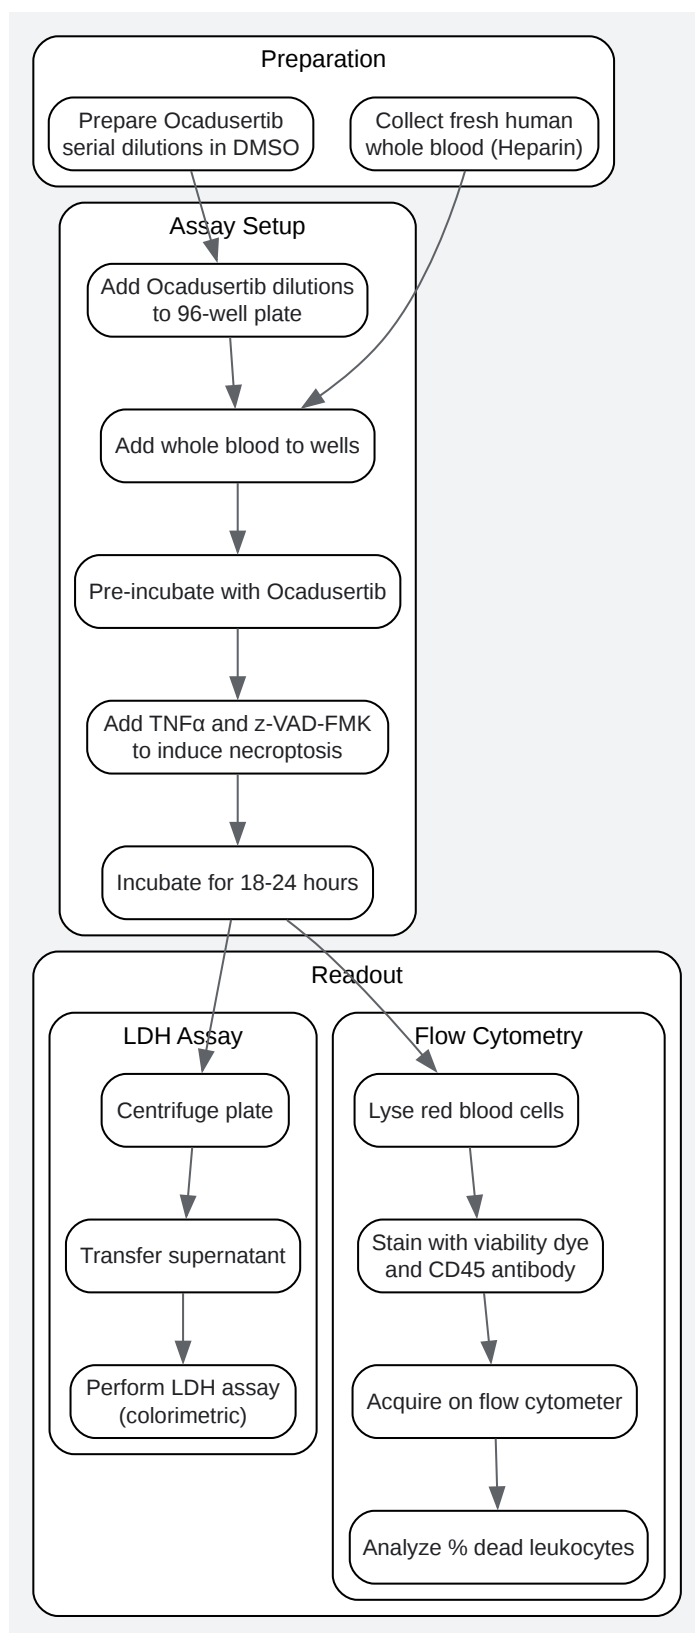 Preparation
Prepare Ocadusertib
serial dilutions in DMSO
Collect fresh human
whole blood (Heparin)
Assay Setup
Add Ocadusertib dilutions
to 96-well plate
Add whole blood to wells
Pre-incubate with Ocadusertib
Add TNFα and z-VAD-FMK
to induce necroptosis
Incubate for 18-24 hours
Readout
LDH Assay
Centrifuge plate
Transfer supernatant
Perform LDH assay
(colorimetric)
Flow Cytometry
Lyse red blood cells
Stain with viability dye
and CD45 antibody
Acquire on flow cytometer
Analyze % dead leukocytes